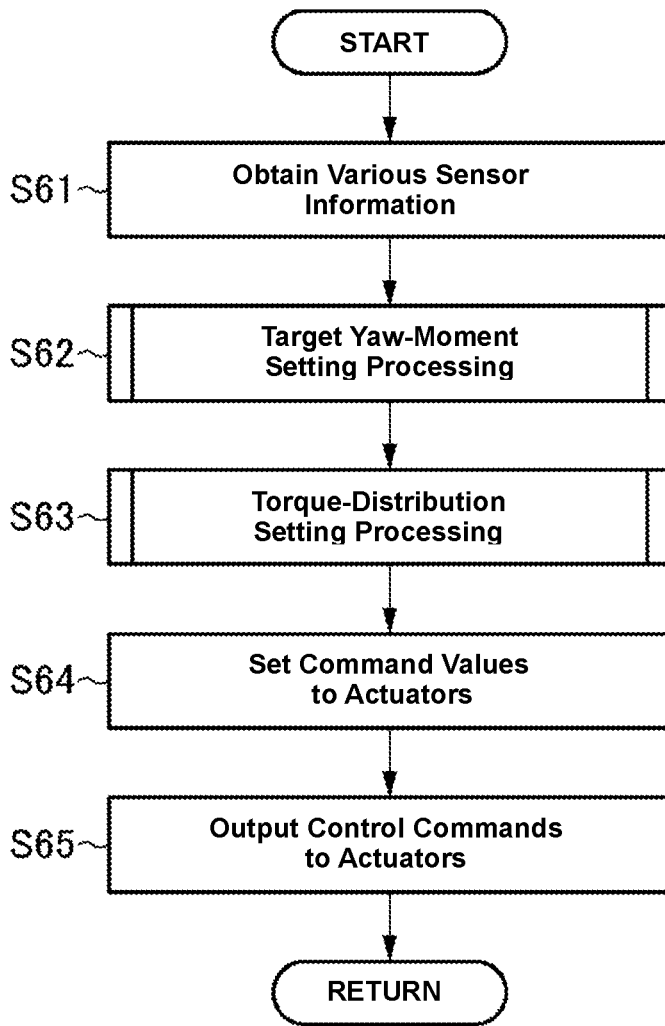 START
S61
Obtain Various Sensor
Information
S62
Target Yaw-Moment
Setting Processing
S63
Torque-Distribution
Setting Processing
S64
Set Command Values
to Actuators
S65
Output Control Commands
to Actuators
RETURN